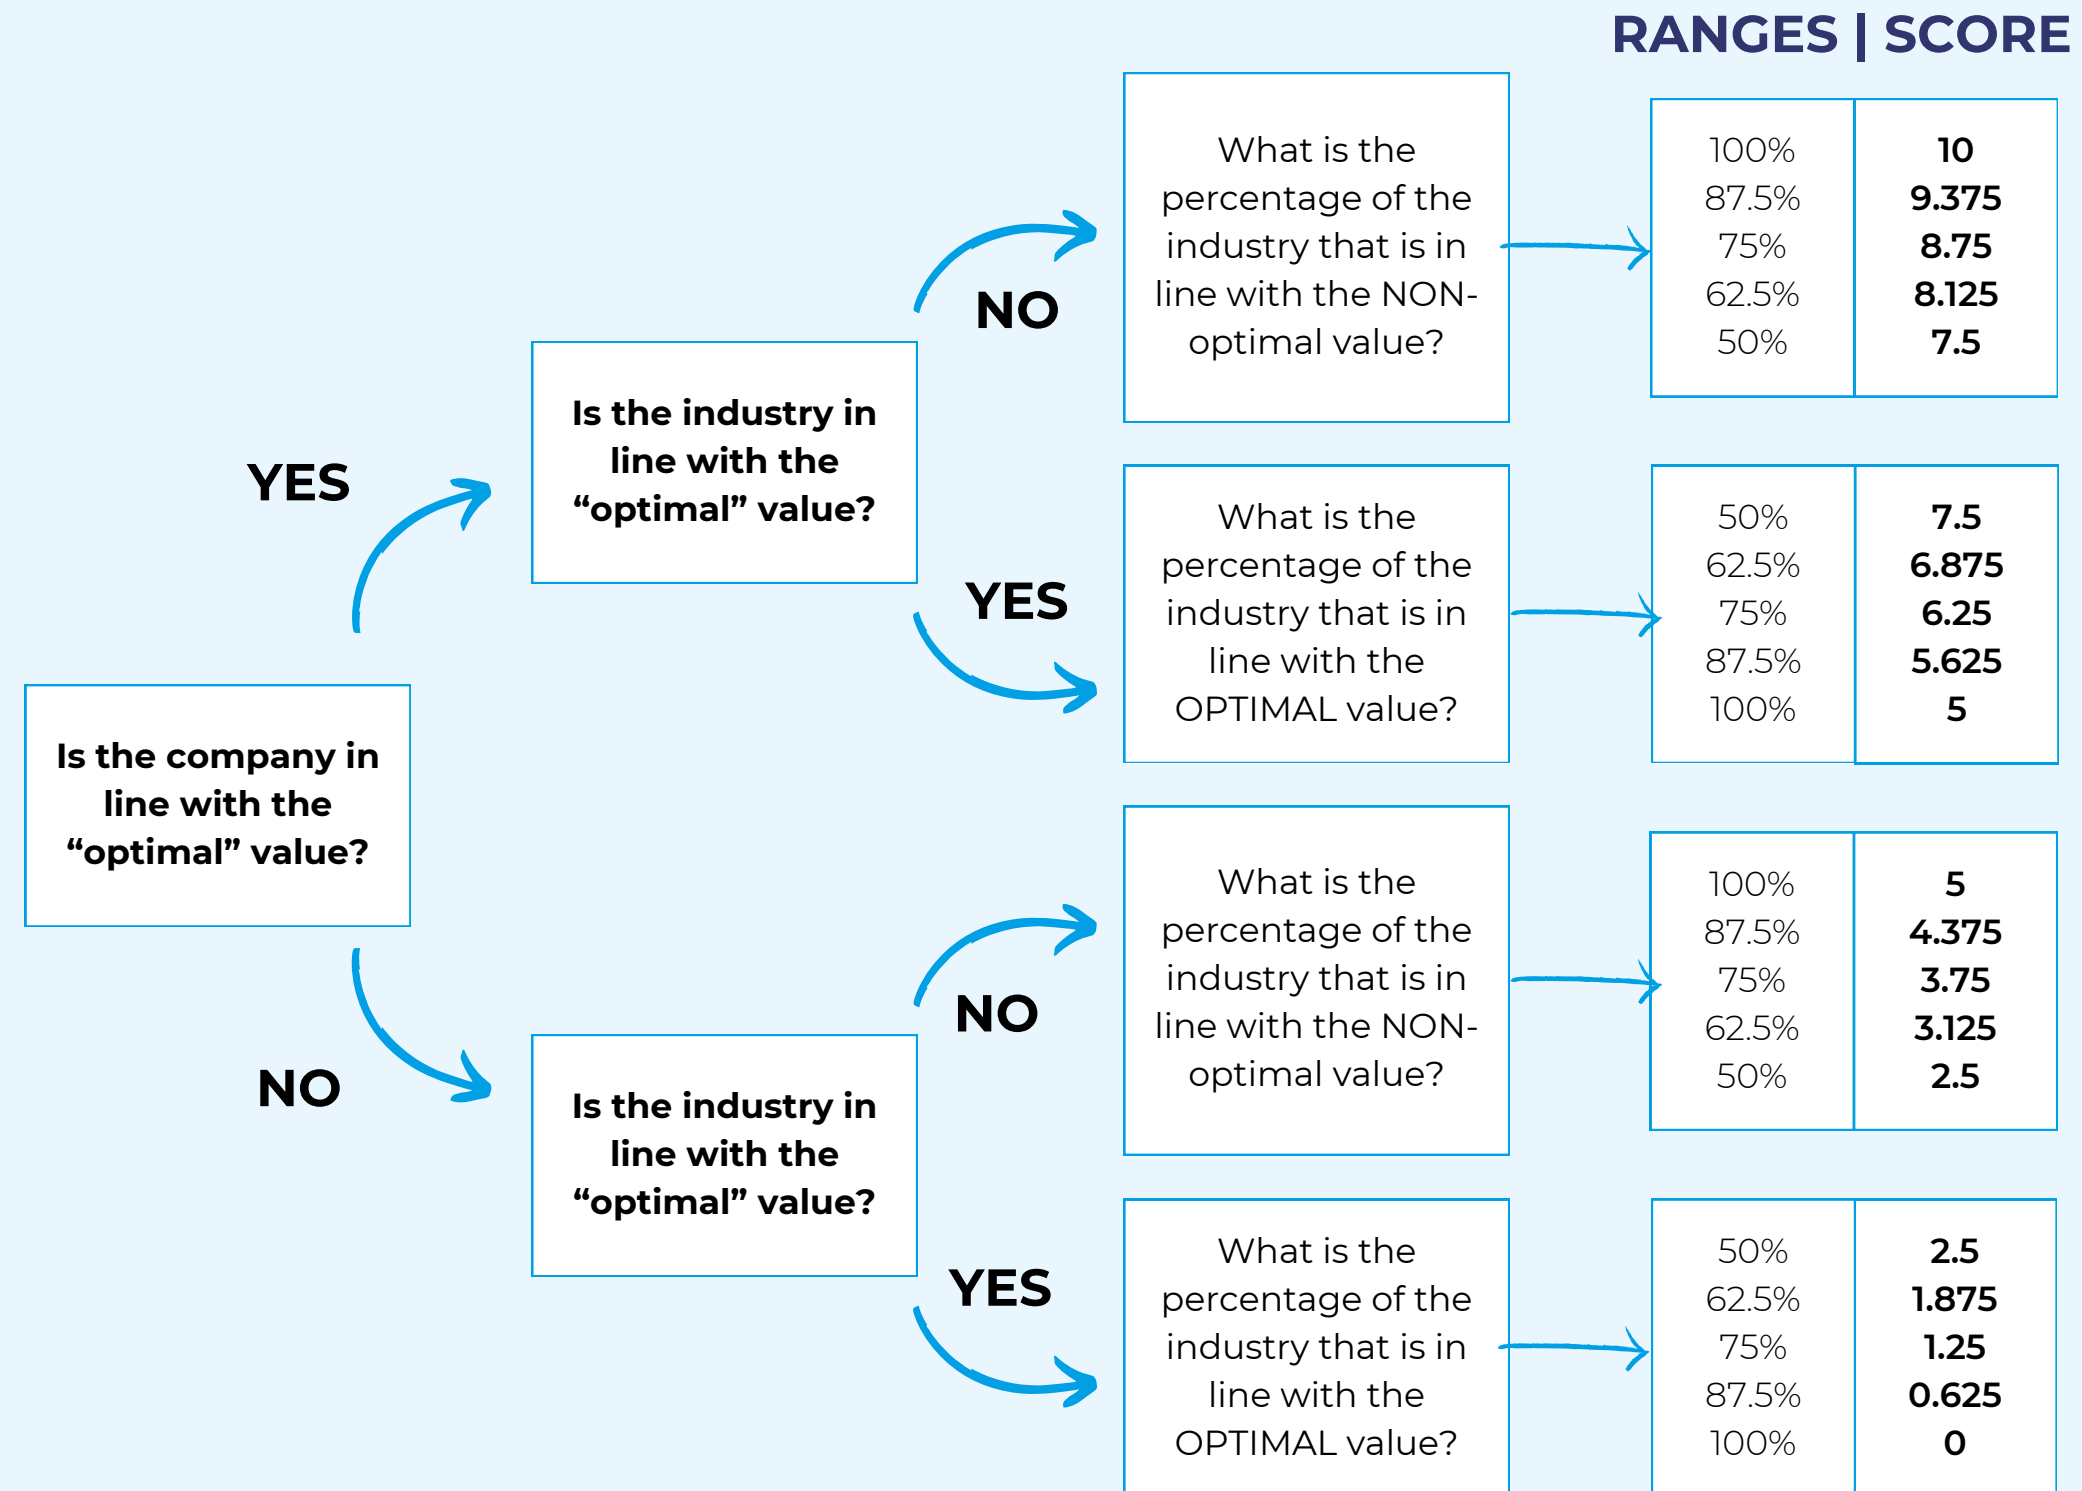 RANGES | SCORE
What is the
percentage of the
industry that is in
line with the NON-
optimal value?
100% 10
87.5% 9.375
75% 8.75
62.5% 8.125
50% 7.5
NO
Is the industry in
line with the
“optimal” value?
YES
What is the
percentage of the
industry that is in
line with the
OPTIMAL value?
50% 7.5
62.5% 6.875
75% 6.25
87.5% 5.625
100% 5
YES
Is the company in
line with the
“optimal” value?
What is the
percentage of the
industry that is in
line with the NON-
optimal value?
100% 5
87.5% 4.375
75% 3.75
62.5% 3.125
50% 2.5
NO
NO
Is the industry in
line with the
“optimal” value?
YES
What is the
percentage of the
industry that is in
line with the
OPTIMAL value?
50% 2.5
62.5% 1.875
75% 1.25
87.5% 0.625
100% 0